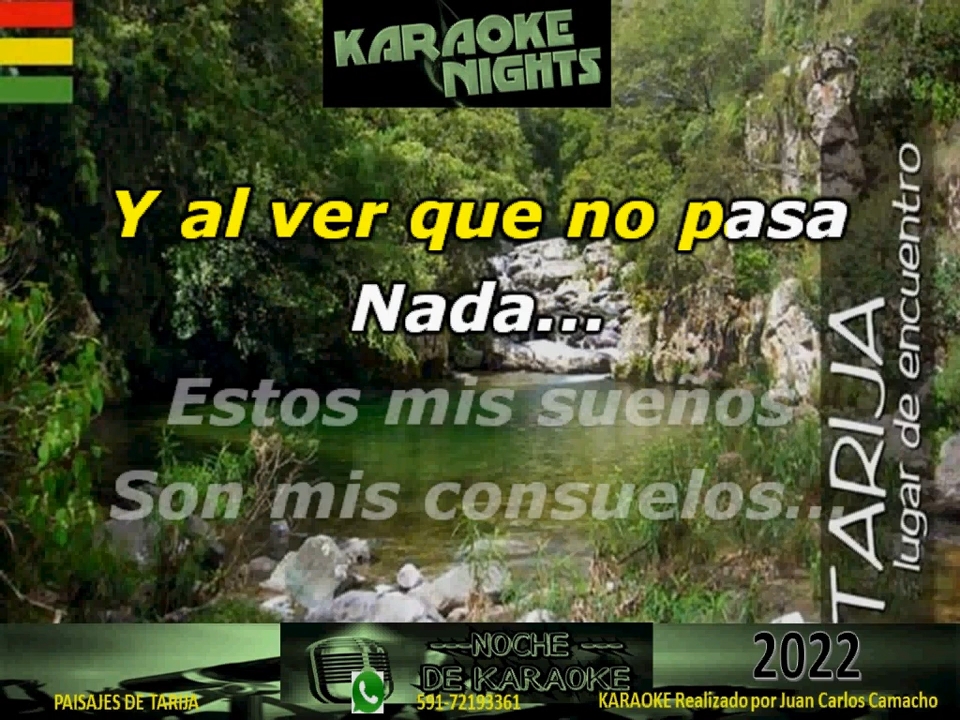 KARAOKE
NIGHTS
Y al ver que no pasa
Nada...
Estos mis sueños
Son mis consuelos...
TARIJA
lugar de encuentro
NOCHE
DE KARAOKE
2022
PAISAJES DE TARIJA
591-72193361
KARAOKE Realizado por Juan Carlos Camacho